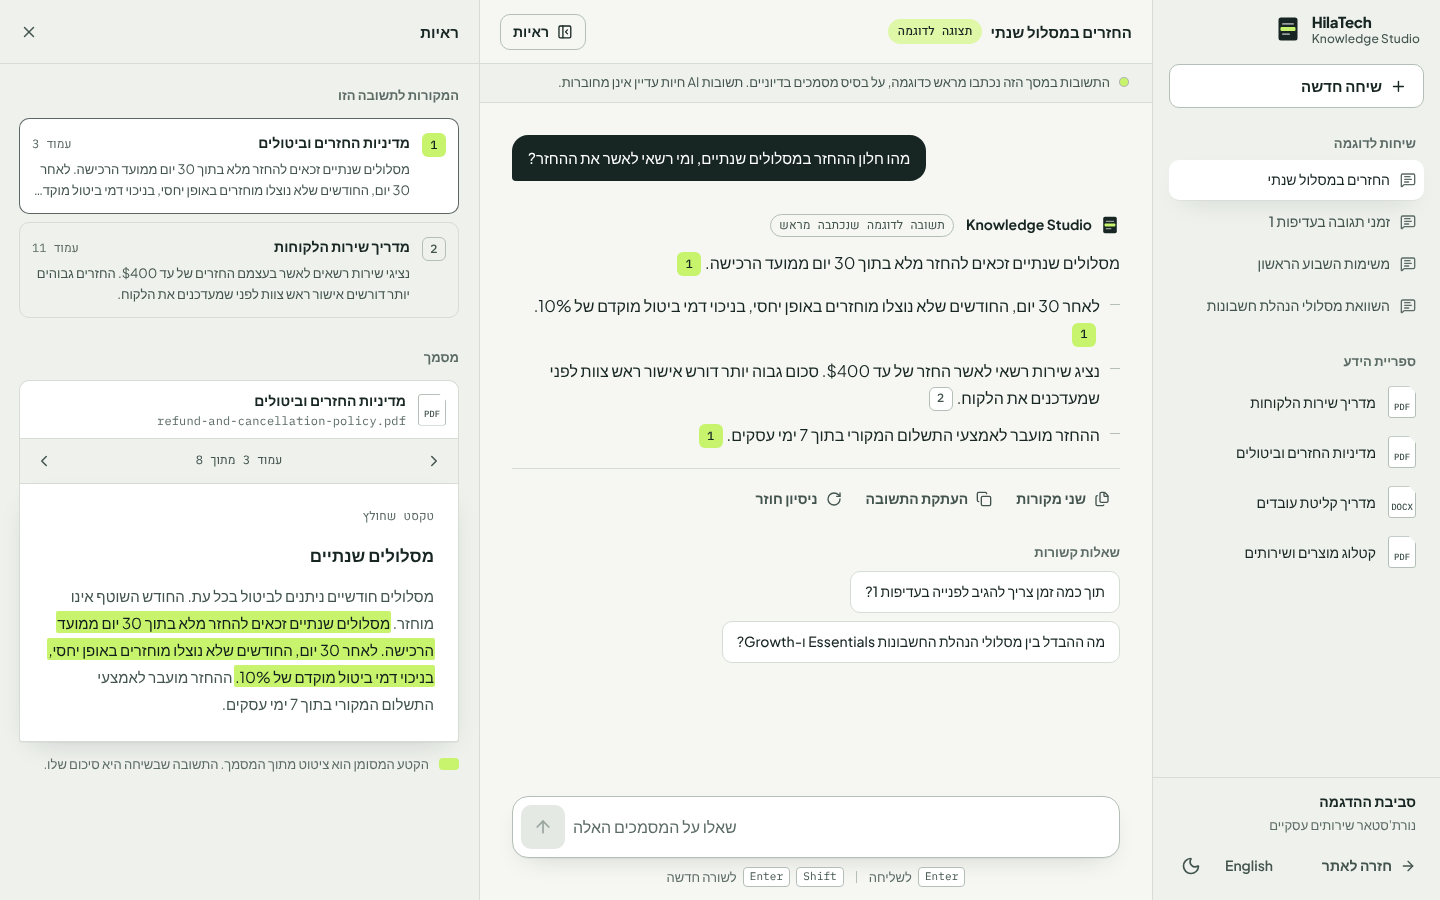 HilaTech
Knowledge Studio
שיחה חדשה
שיחות לדוגמה
החזרים במסלול שנתי
זמני תגובה בעדיפות 1
משימות השבוע הראשון
השוואת מסלולי הנהלת חשבונות
ספריית הידע
PDF מדריך שירות הלקוחות
PDF מדיניות החזרים וביטולים
DOCX מדריך קליטת עובדים
PDF קטלוג מוצרים ושירותים
סביבת ההדגמה
נורת'סטאר שירותים עסקיים
חזרה לאתר
English
החזרים במסלול שנתי
תצוגה לדוגמה
ראיות
התשובות במסך הזה נכתבו מראש כדוגמה, על בסיס מסמכים בדיוניים. תשובות AI חיות עדיין אינן מחוברות.
מהו חלון ההחזר במסלולים שנתיים, ומי רשאי לאשר את ההחזר?
Knowledge Studio
תשובה לדוגמה שנכתבה מראש
מסלולים שנתיים זכאים להחזר מלא בתוך 30 יום ממועד הרכישה. 1
לאחר 30 יום, החודשים שלא נוצלו מוחזרים באופן יחסי, בניכוי דמי ביטול מוקדם של 10%.
1
נציג שירות רשאי לאשר החזר של עד 400$. סכום גבוה יותר דורש אישור ראש צוות לפני
שמעדכנים את הלקוח. 2
ההחזר מועבר לאמצעי התשלום המקורי בתוך 7 ימי עסקים. 1
שני מקורות
העתקת התשובה
ניסיון חוזר
שאלות קשורות
תוך כמה זמן צריך להגיב לפנייה בעדיפות 1?
מה ההבדל בין מסלולי הנהלת החשבונות Essentials ו-Growth?
שאלו על המסמכים האלה
Enter לשליחה
Shift Enter לשורה חדשה
ראיות
המקורות לתשובה הזו
1
מדיניות החזרים וביטולים
עמוד 3
מסלולים שנתיים זכאים להחזר מלא בתוך 30 יום ממועד הרכישה. לאחר
30 יום, החודשים שלא נוצלו מוחזרים באופן יחסי, בניכוי דמי ביטול מוקד...
2
מדריך שירות הלקוחות
עמוד 11
נציגי שירות רשאים לאשר בעצמם החזרים של עד 400$. החזרים גבוהים
יותר דורשים אישור ראש צוות לפני שמעדכנים את הלקוח.
מסמך
PDF
מדיניות החזרים וביטולים
refund-and-cancellation-policy.pdf
עמוד 3 מתוך 8
טקסט שחולץ
מסלולים שנתיים
מסלולים חודשיים ניתנים לביטול בכל עת. החודש השוטף אינו
מוחזר. מסלולים שנתיים זכאים להחזר מלא בתוך 30 יום ממועד
הרכישה. לאחר 30 יום, החודשים שלא נוצלו מוחזרים באופן יחסי,
בניכוי דמי ביטול מוקדם של 10%. ההחזר מועבר לאמצעי
התשלום המקורי בתוך 7 ימי עסקים.
הקטע המסומן הוא ציטוט מתוך המסמך. התשובה שבשיחה היא סיכום שלו.